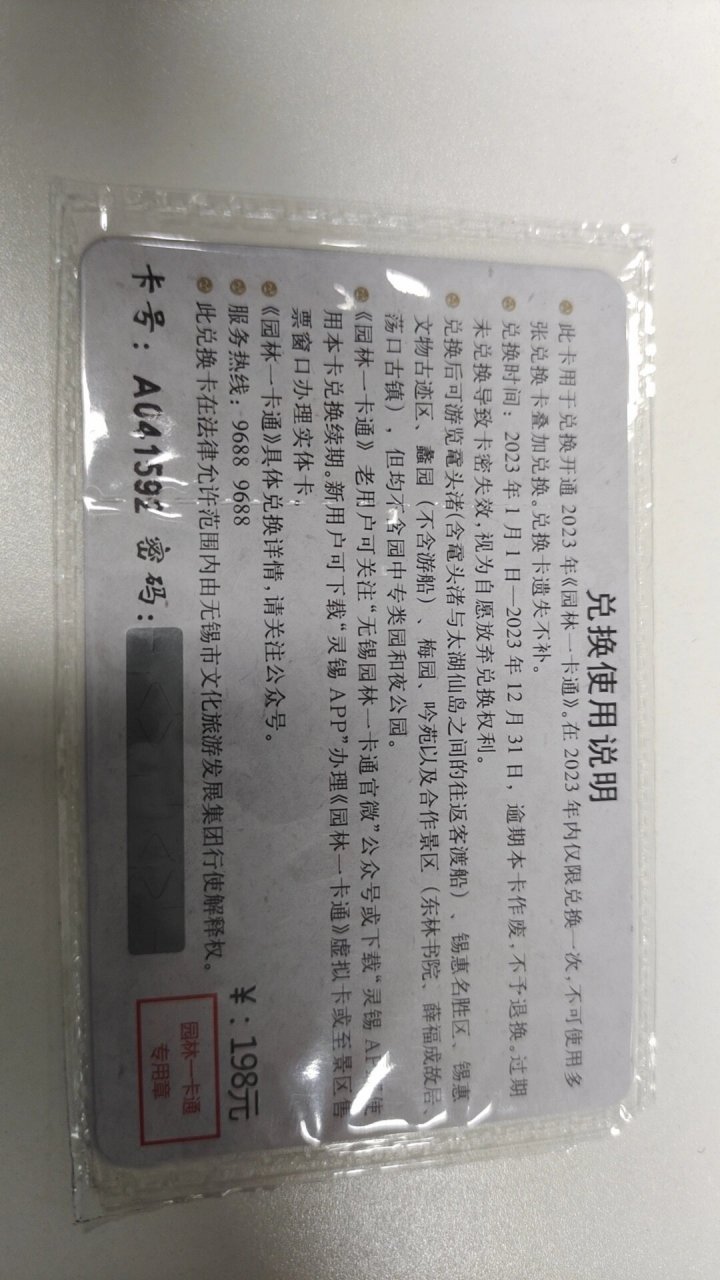 兑换使用说明
此卡用于兑换开通 2023 年《园林一卡通》。在 2023 年内仅限兑换一次,不可使用多
张兑换卡叠加兑换。兑换卡遗失不补。
兑换时间：2023 年 1 月 1 日—2023 年 12 月 31 日，逾期本卡作废，不予退换。过期
未兑换导致卡密失效,视为自愿放弃兑换权利。
兑换后可游览鼋头渚(含鼋头渚与太湖仙岛之间的往返客渡船)、锡惠名胜区、锡惠
文物古迹区、蠡园（不含游船）、梅园、吟苑以及合作景区（东林书院、薛福成故居、
荡口古镇），但均不含园中专类园和夜公园。
《园林一卡通》老用户可关注“无锡园林一卡通官微”公众号或下载“灵锡 APP”使
用本卡兑换续期。新用户可下载“灵锡 APP”办理《园林一卡通》虚拟卡或至景区售
票窗口办理实体卡。
《园林一卡通》具体兑换详情,请关注公众号。
服务热线：9688 9688
此兑换卡在法律允许范围内由无锡市文化旅游发展集团行使解释权。
¥：198元
卡号：A041592 密码：
园林一卡通
专用章